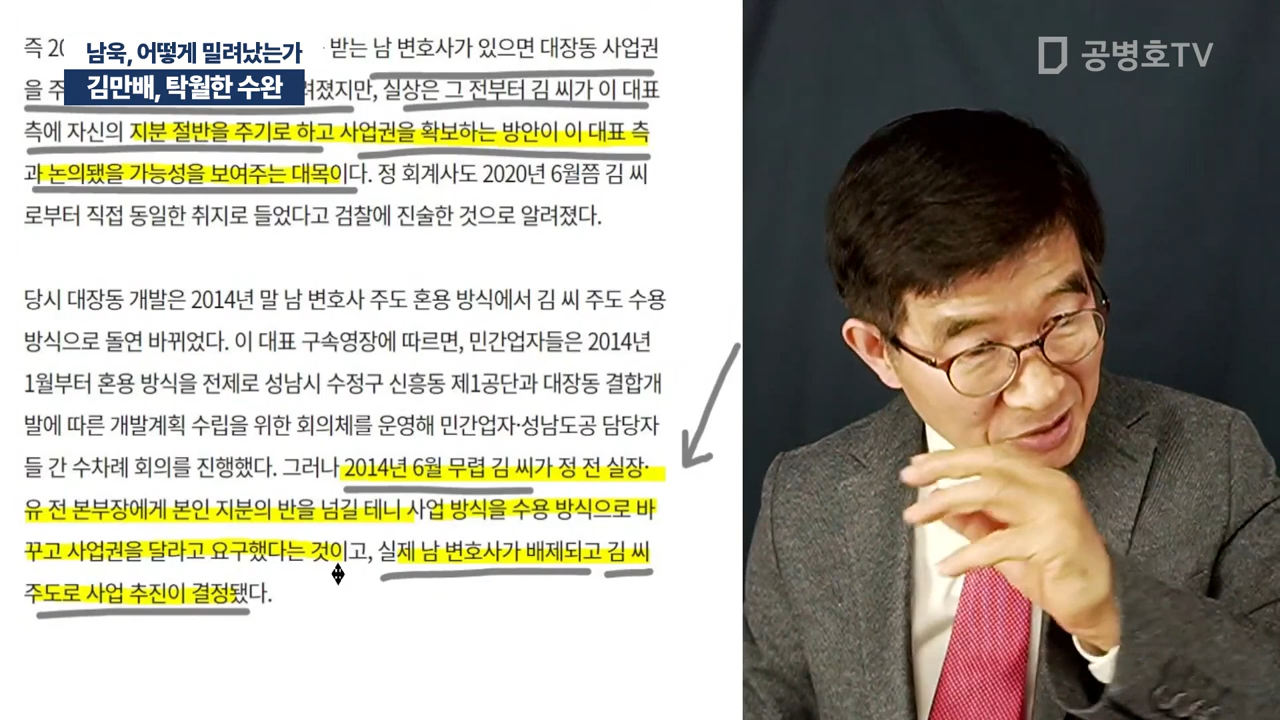 남욱, 어떻게 밀려났는가
김만배, 탁월한 수완
공병호TV
즉 20 받는 남 변호사가 있으면 대장동 사업권
을 주 려졌지만, 실상은 그 전부터 김 씨가 이 대표
측에 자신의 지분 절반을 주기로 하고 사업권을 확보하는 방안이 이 대표 측
과 논의됐을 가능성을 보여주는 대목이다. 정 회계사도 2020년 6월쯤 김 씨
로부터 직접 동일한 취지로 들었다고 검찰에 진술한 것으로 알려졌다.
당시 대장동 개발은 2014년 말 남 변호사 주도 혼용 방식에서 김 씨 주도 수용
방식으로 돌연 바뀌었다. 이 대표 구속영장에 따르면, 민간업자들은 2014년
1월부터 혼용 방식을 전제로 성남시 수정구 신흥동 제1공단과 대장동 결합개
발에 따른 개발계획 수립을 위한 회의체를 운영해 민간업자·성남도공 담당자
들 간 수차례 회의를 진행했다. 그러나 2014년 6월 무렵 김 씨가 정 전 실장·
유 전 본부장에게 본인 지분의 반을 넘길 테니 사업 방식을 수용 방식으로 바
꾸고 사업권을 달라고 요구했다는 것이고, 실제 남 변호사가 배제되고 김 씨
주도로 사업 추진이 결정됐다.